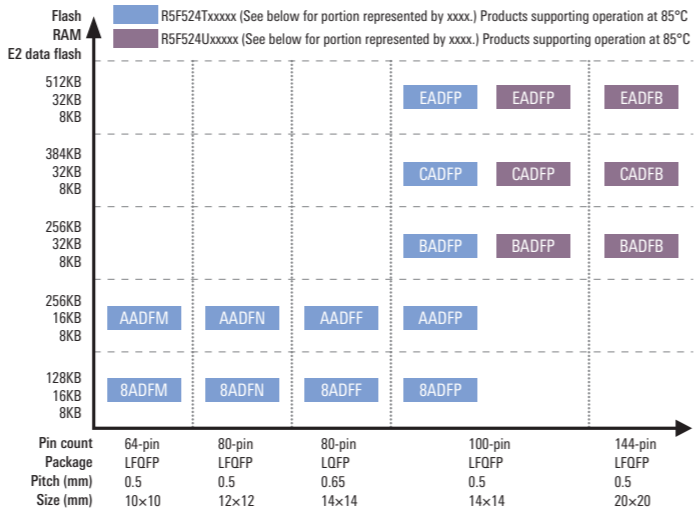 Flash
RAM
E2 data flash
R5F524Txxxxx (See below for portion represented by xxxx.) Products supporting operation at 85°C
R5F524Uxxxxx (See below for portion represented by xxxx.) Products supporting operation at 85°C
512KB
32KB
8KB
EADFP EADFP EADFB
384KB
32KB
8KB
CADFP CADFP CADFB
256KB
32KB
8KB
BADFP BADFP BADFB
256KB
16KB
8KB
AADFM AADFN AADFF AADFP
128KB
16KB
8KB
8ADFM 8ADFN 8ADFF 8ADFP
Pin count 64-pin 80-pin 80-pin 100-pin 144-pin
Package LFQFP LFQFP LQFP LFQFP LFQFP
Pitch (mm) 0.5 0.5 0.65 0.5 0.5
Size (mm) 10×10 12×12 14×14 14×14 20×20